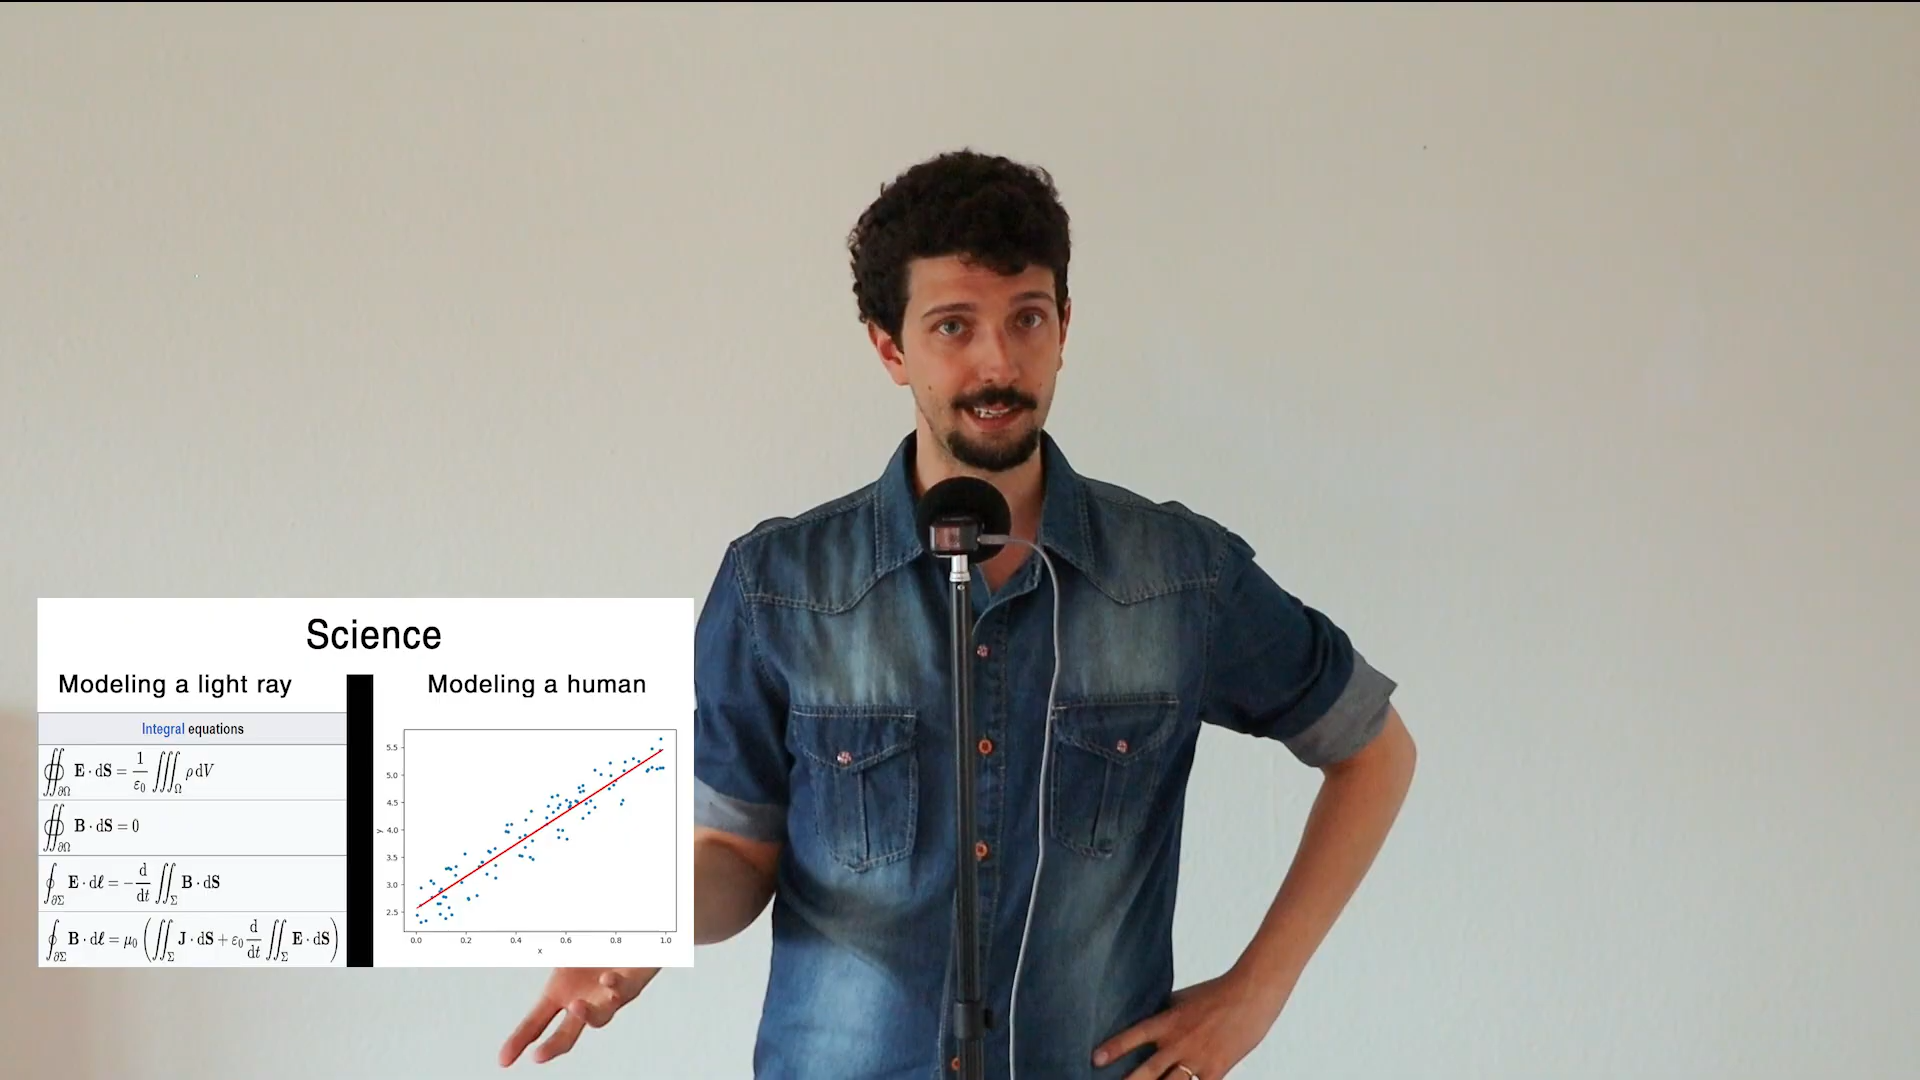 Science
Modeling a light ray
Modeling a human
Integral equations
∯∂Ω E · dS = 1/ε0 ∭Ω ρ dV
∯∂Ω B · dS = 0
∮∂Σ E · dℓ = − d/dt ∬Σ B · dS
∮∂Σ B · dℓ = μ0 (∬Σ J · dS + ε0 d/dt ∬Σ E · dS)
5.5
5.0
4.5
4.0
3.5
3.0
2.5
y
0.0 0.2 0.4 0.6 0.8 1.0
x